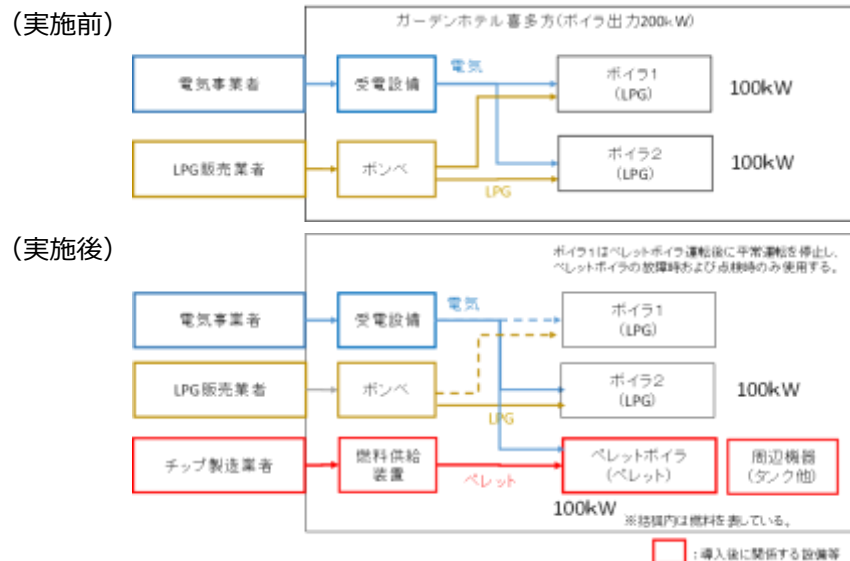 （実施前）
ガーデンホテル喜多方(ボイラ出力200kW)
電気事業者
受電設備
電気
ボイラ1
(LPG)
100kW
LPG販売業者
ボンベ
LPG
ボイラ2
(LPG)
100kW
（実施後）
ボイラ1はペレットボイラ運転後に平常運転を停止し、
ペレットボイラの故障時および点検時のみ使用する。
電気事業者
受電設備
電気
ボイラ1
(LPG)
LPG販売業者
ボンベ
LPG
ボイラ2
(LPG)
100kW
チップ製造業者
燃料供給
装置
ペレット
ペレットボイラ
(ペレット)
周辺機器
(タンク他)
100kW
※括弧内は燃料を表している。
：導入後に関係する設備等